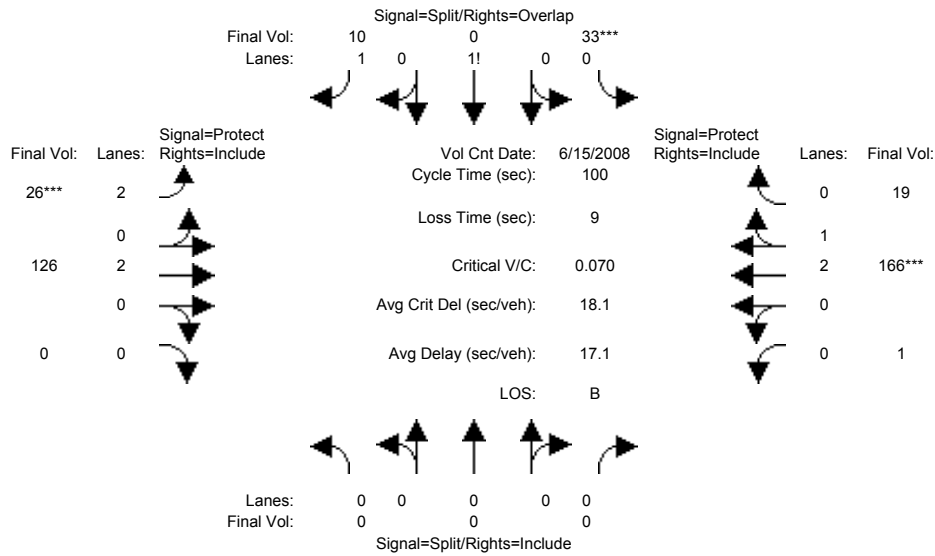 Signal=Split/Rights=Overlap
Final Vol: 10 0 33***
Lanes: 1 0 1! 0 0
Signal=Protect
Final Vol: Lanes: Rights=Include
Vol Cnt Date: 6/15/2008
Signal=Protect
Rights=Include Lanes: Final Vol:
Cycle Time (sec): 100
26*** 2
0 19
Loss Time (sec): 9
0
1
126 2
Critical V/C: 0.070
2 166***
0
Avg Crit Del (sec/veh): 18.1
0
0 0
Avg Delay (sec/veh): 17.1
0 1
LOS: B
Lanes: 0 0 0 0 0
Final Vol: 0 0 0
Signal=Split/Rights=Include